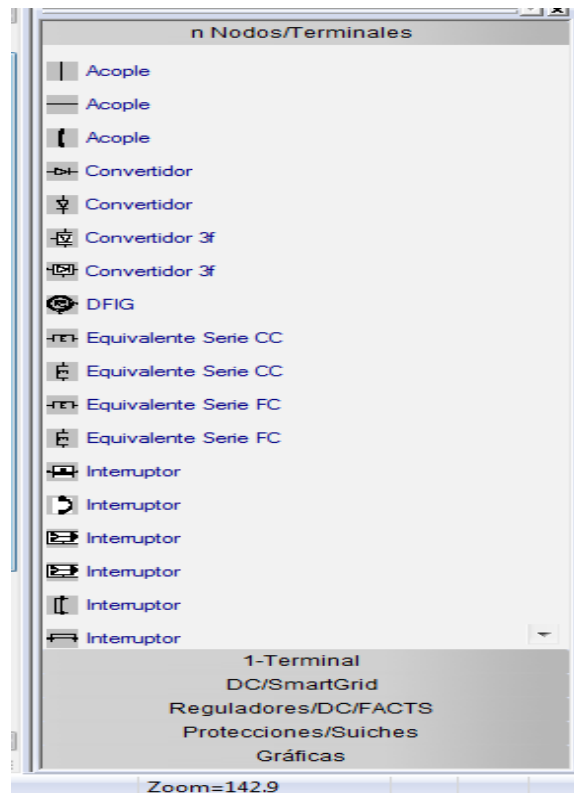 n Nodos/Terminales
Acople
Acople
Acople
Convertidor
Convertidor
Convertidor 3f
Convertidor 3f
DFIG
Equivalente Serie CC
Equivalente Serie CC
Equivalente Serie FC
Equivalente Serie FC
Interruptor
Interruptor
Interruptor
Interruptor
Interruptor
Interruptor
1-Terminal
DC/SmartGrid
Reguladores/DC/FACTS
Protecciones/Suiches
Gráficas
Zoom=142.9